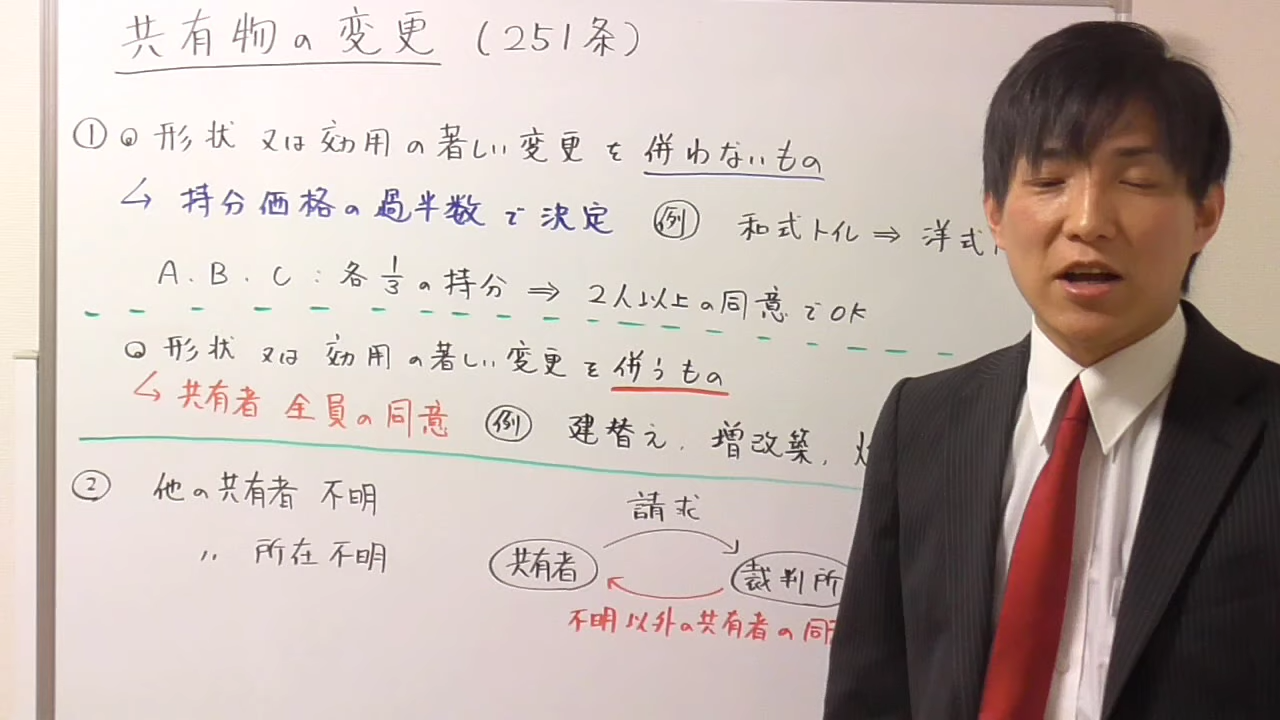 共有物の変更 (251条)
① 形状又は効用の著しい変更を併わないもの
↳ 持分価格の過半数で決定 例 和式トイレ ⇒ 洋式
A.B.C:各1/3の持分 ⇒ 2人以上の同意でOK
形状又は効用の著しい変更を併うもの
↳ 共有者全員の同意 例 建替え, 増改築,
② 他の共有者不明
〃 所在不明
請求
共有者
裁判所
不明以外の共有者の同